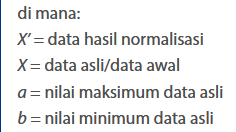 di mana:
X’ = data hasil normalisasi
X = data asli/data awal
a = nilai maksimum data asli
b = nilai minimum data asli